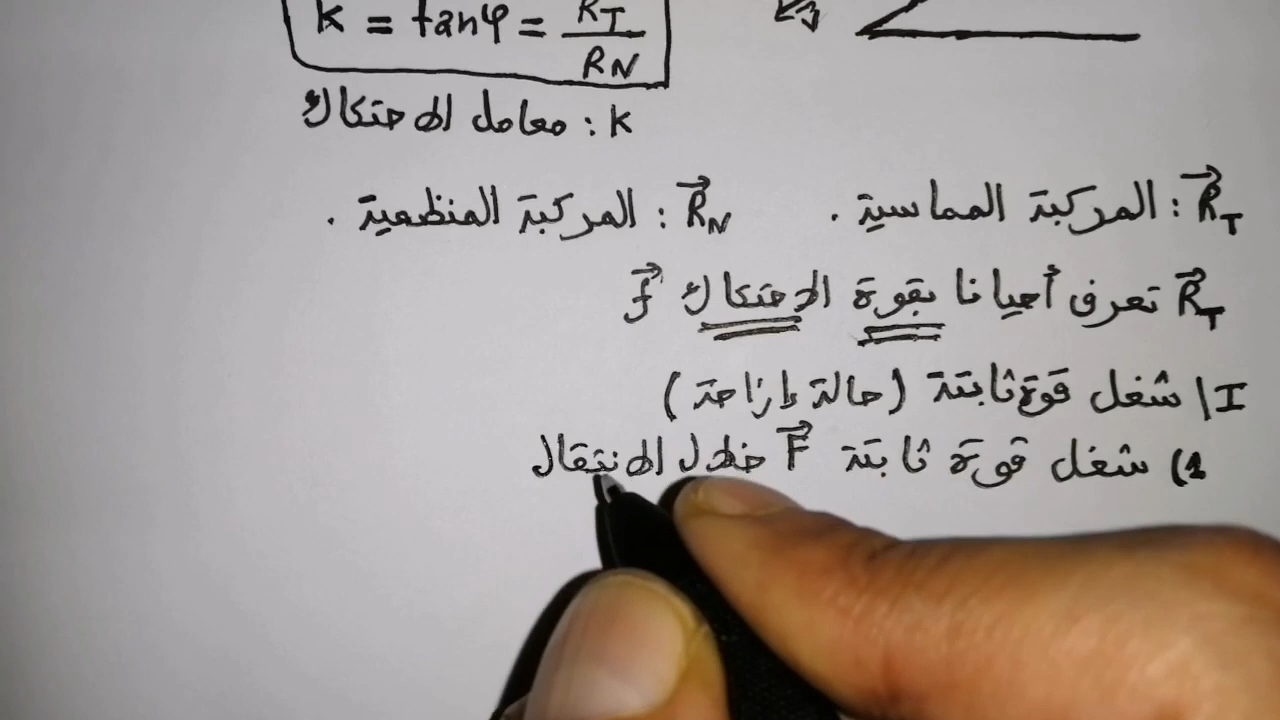 k = tanφ = R_T / R_N
k : معامل الاحتكاك
R⃗_T : المركبة المماسية . R⃗_N : المركبة المنظمية .
R⃗_T تعرف أحيانا بقوة الاحتكاك f⃗
I\ شغل قوة ثابتة (حالة إزاحة)
1) شغل قوة ثابتة F⃗ خلال الانتقال